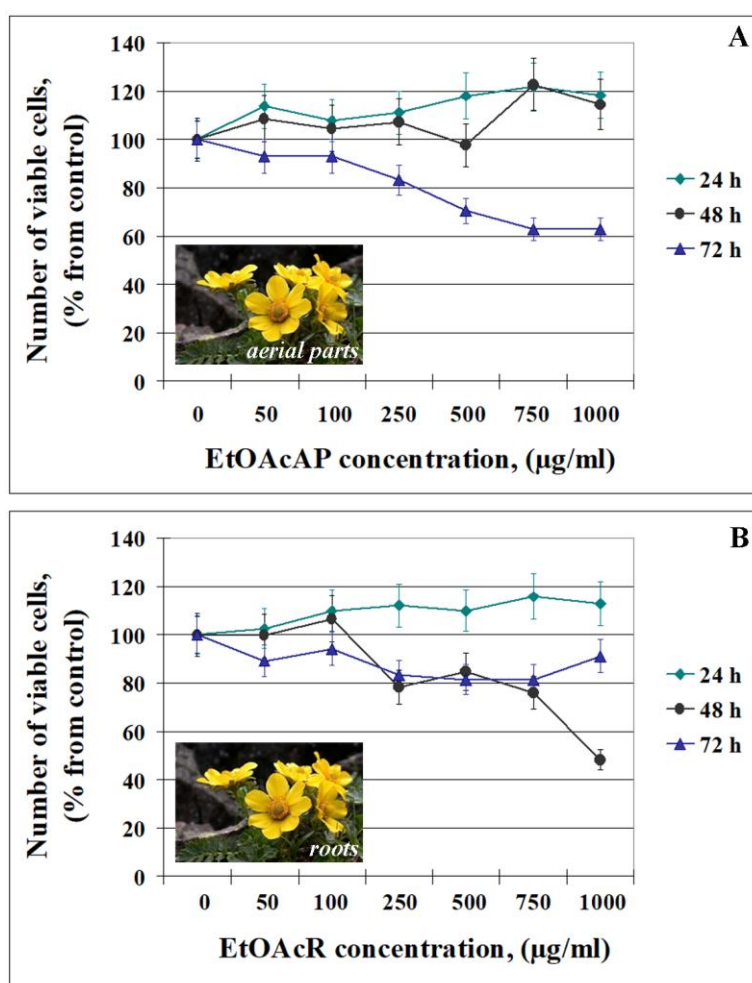 A
140
120
100
80
60
40
20
0
Number of viable cells,
(% from control)
24 h
48 h
72 h
aerial parts
0 50 100 250 500 750 1000
EtOAcAP concentration, (µg/ml)
B
140
120
100
80
60
40
20
0
Number of viable cells,
(% from control)
24 h
48 h
72 h
roots
0 50 100 250 500 750 1000
EtOAcR concentration, (µg/ml)